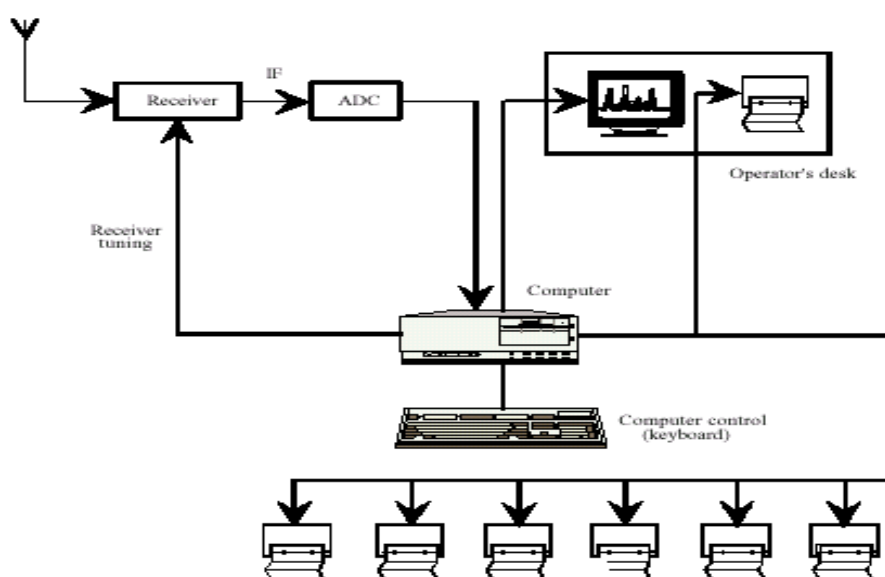 IF
Receiver
ADC
Operator's desk
Receiver
tuning
Computer
Computer control
(keyboard)